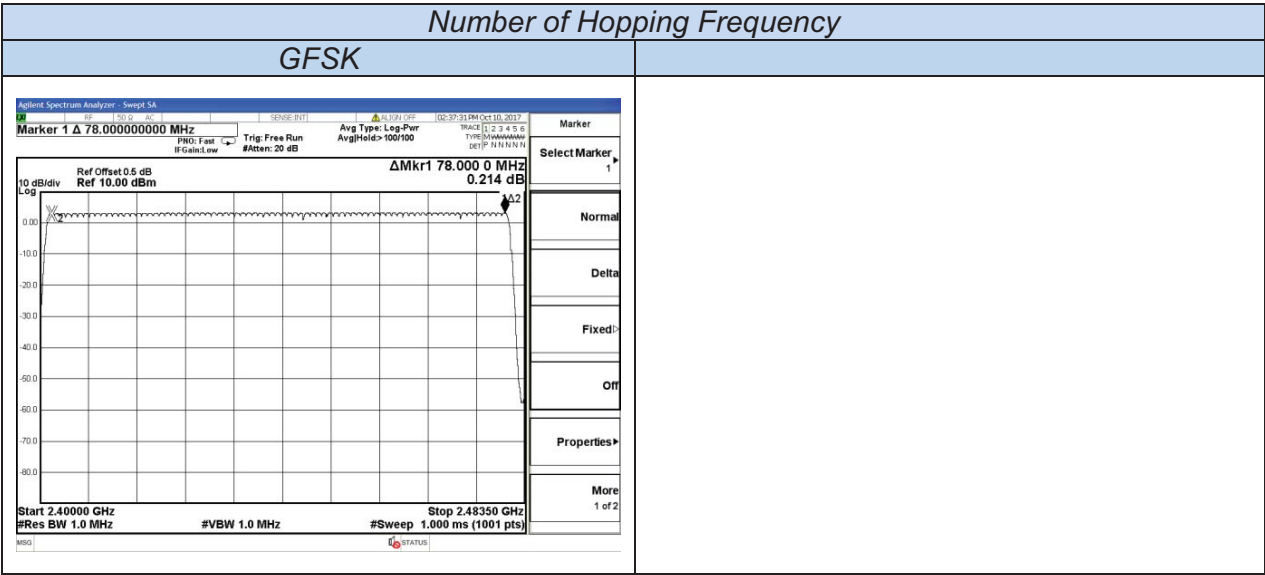 Number of Hopping Frequency
GFSK
Agilent Spectrum Analyzer - Swept SA
RF 50 Ω AC SENSE:INT ALIGN OFF 02:37:31 PM Oct 10, 2017
Marker 1 Δ 78.000000000 MHz
PNO: Fast
IFGain:Low
Trig: Free Run
#Atten: 20 dB
Avg Type: Log-Pwr
Avg|Hold:>100/100
TRACE 1 2 3 4 5 6
TYPE
DET P N N N N N
Ref Offset 0.5 dB
Ref 10.00 dBm
10 dB/div
Log
ΔMkr1 78.000 0 MHz
0.214 dB
1Δ2
2
0.00
-10.0
-20.0
-30.0
-40.0
-50.0
-60.0
-70.0
-80.0
Start 2.40000 GHz Stop 2.48350 GHz
#Res BW 1.0 MHz #VBW 1.0 MHz #Sweep 1.000 ms (1001 pts)
MSG STATUS
Marker
Select Marker
1
Normal
Delta
Fixed
Off
Properties
More
1 of 2